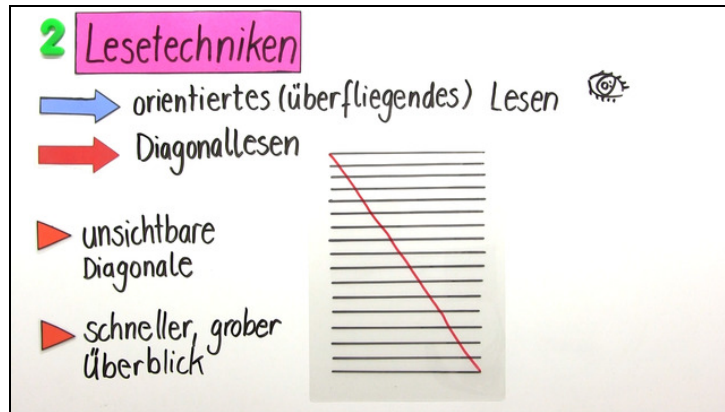 2 Lesetechniken
orientiertes (überfliegendes) Lesen
Diagonallesen
unsichtbare
Diagonale
schneller, grober
Überblick